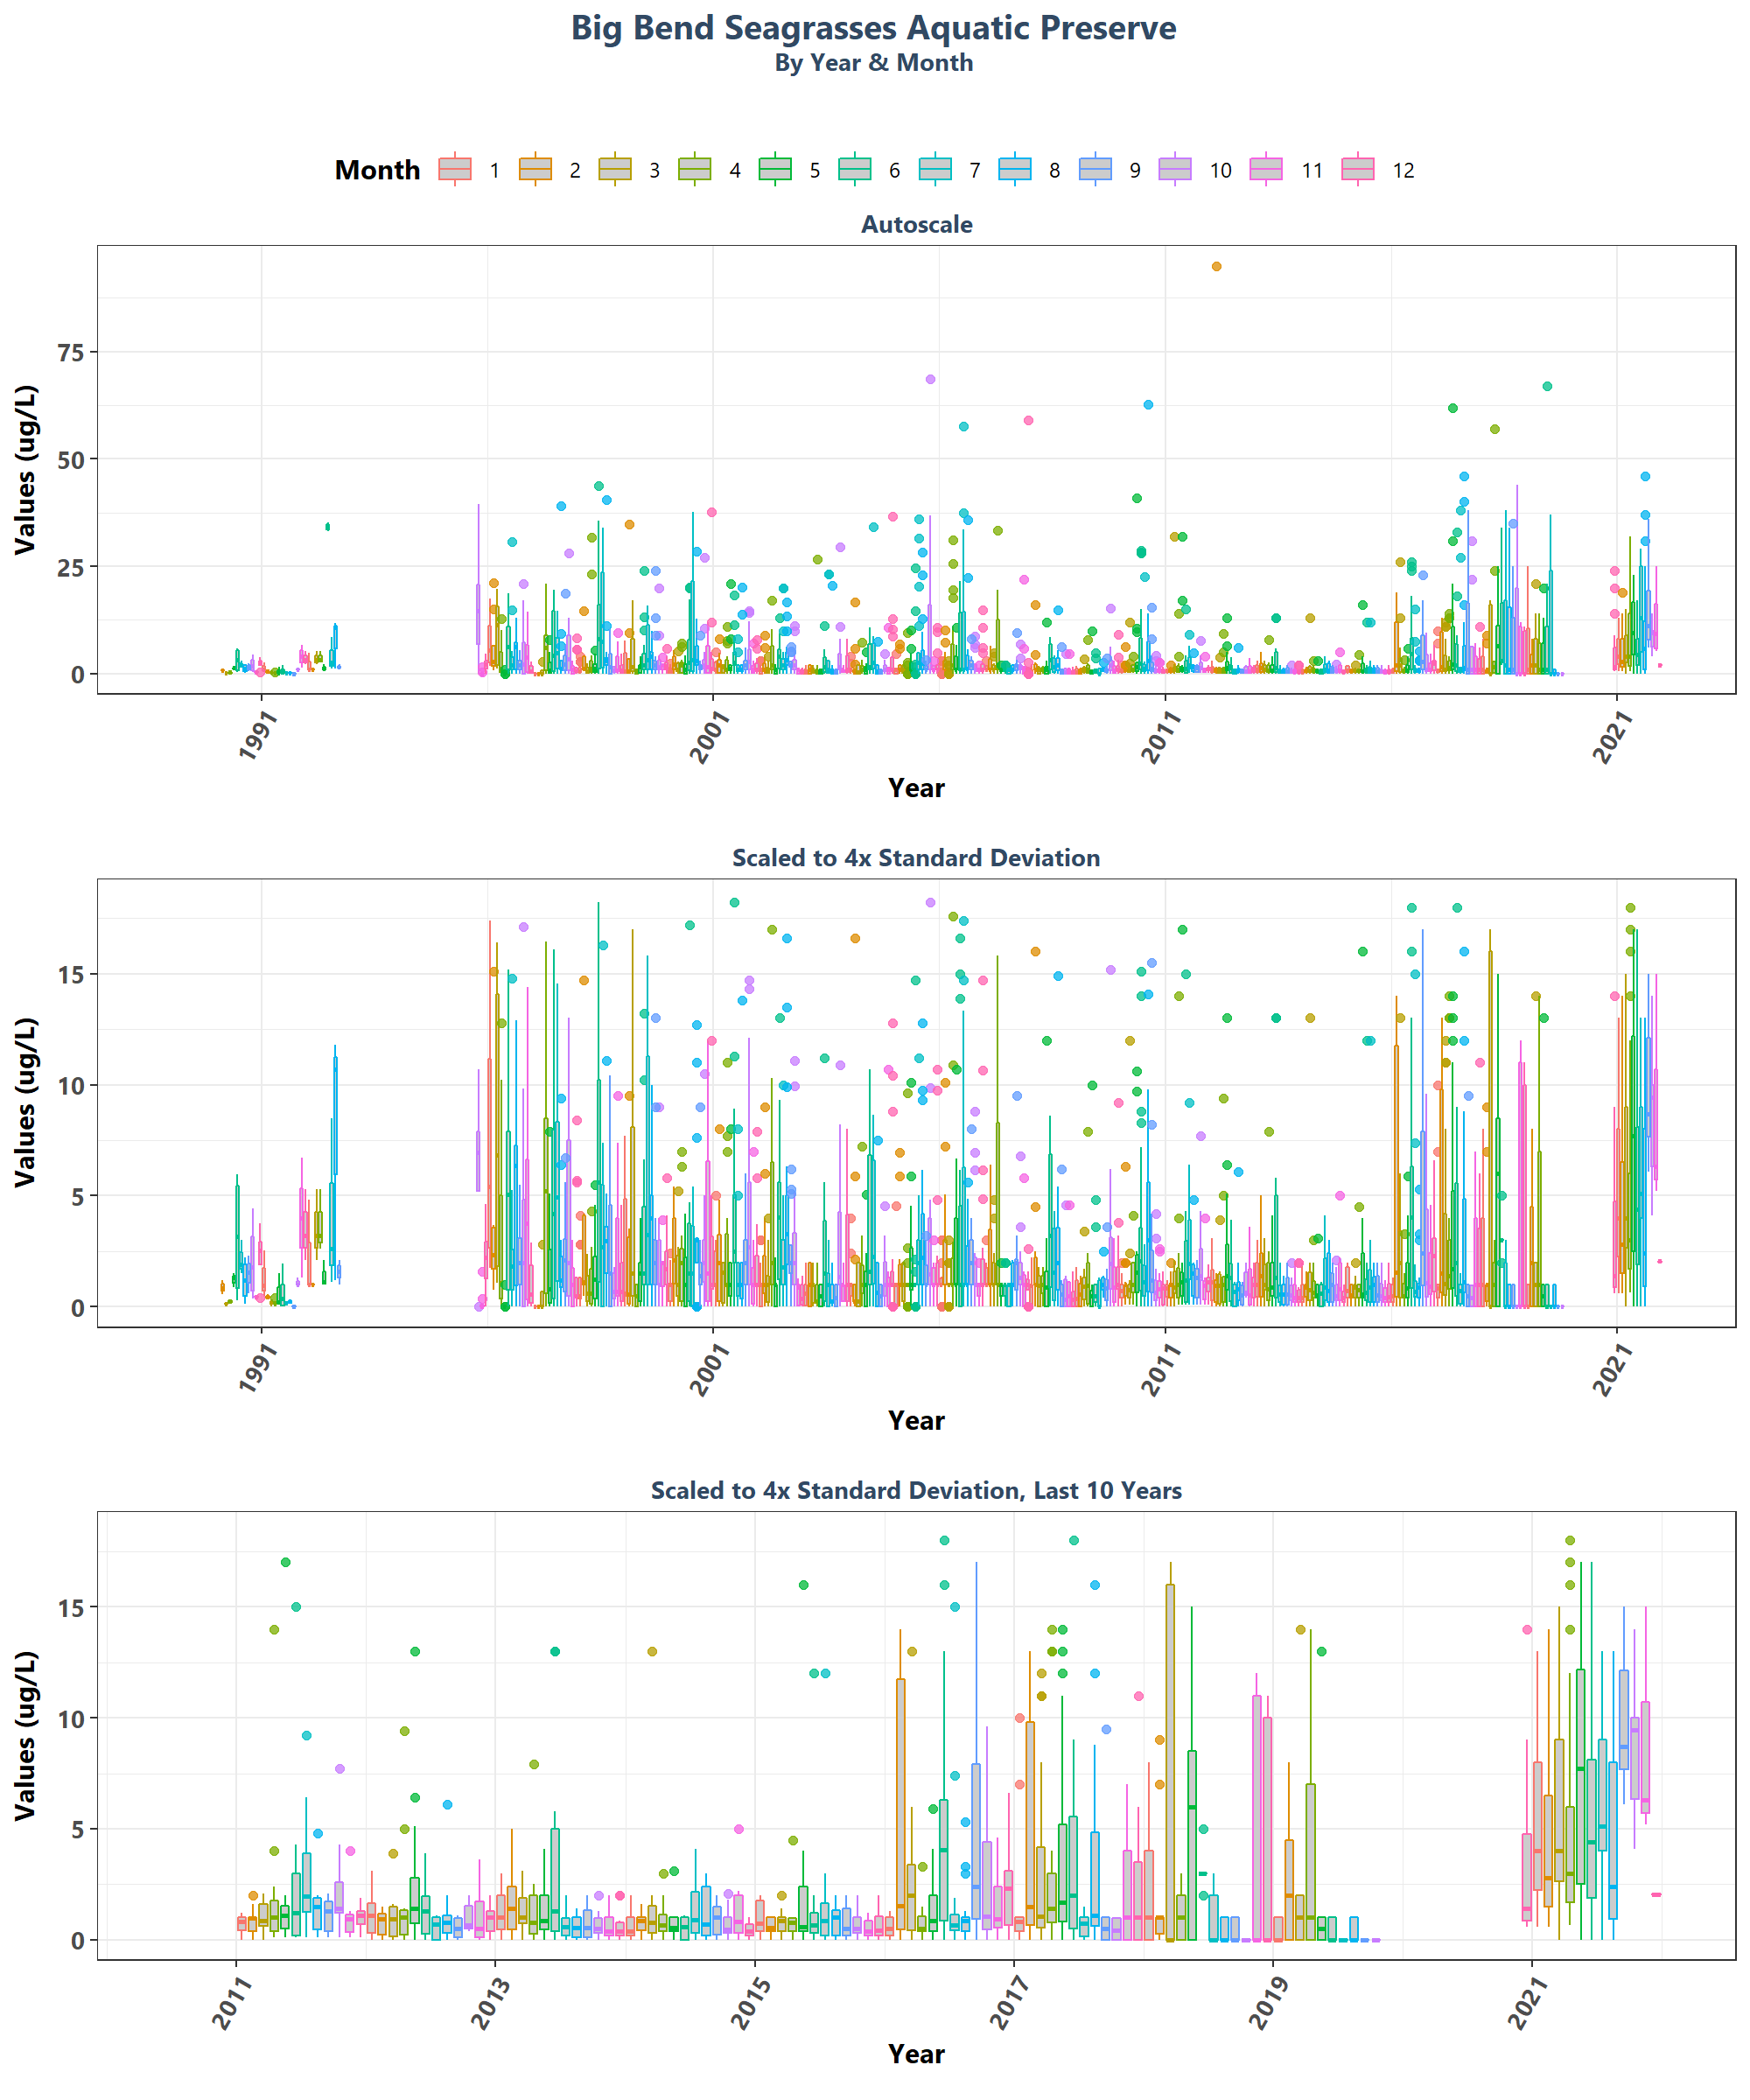 Big Bend Seagrasses Aquatic Preserve
By Year & Month
Month 1 2 3 4 5 6 7 8 9 10 11 12
Autoscale
Values (ug/L)
75
50
25
0
1991 2001 2011 2021
Year
Scaled to 4x Standard Deviation
Values (ug/L)
15
10
5
0
1991 2001 2011 2021
Year
Scaled to 4x Standard Deviation, Last 10 Years
Values (ug/L)
15
10
5
0
2011 2013 2015 2017 2019 2021
Year